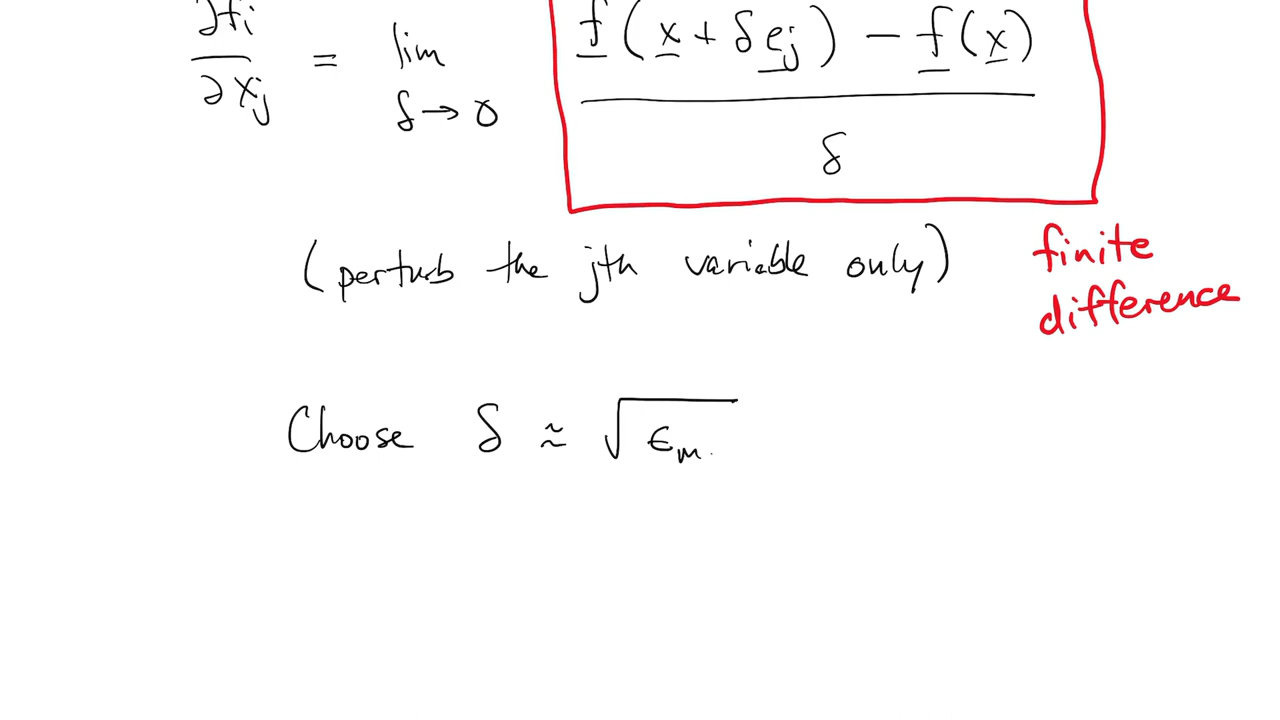 ∂fi/∂xj = lim δ→0 f(x + δej) − f(x) / δ
(perturb the jth variable only)
finite
difference
Choose δ ≈ √ϵm